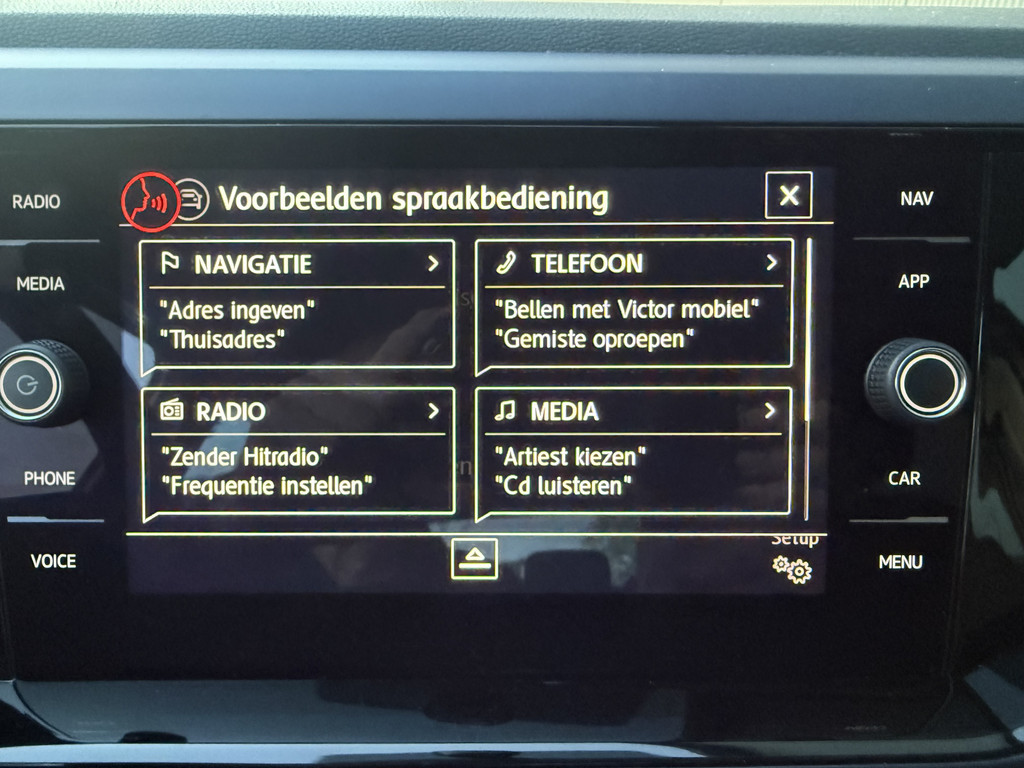 Voorbeelden spraakbediening
RADIO
NAV
NAVIGATIE
TELEFOON
MEDIA
APP
"Adres ingeven"
"Bellen met Victor mobiel"
"Thuisadres"
"Gemiste oproepen"
RADIO
MEDIA
"Zender Hitradio"
"Artiest kiezen"
PHONE
"Frequentie instellen"
"Cd luisteren"
CAR
Setup
VOICE
MENU